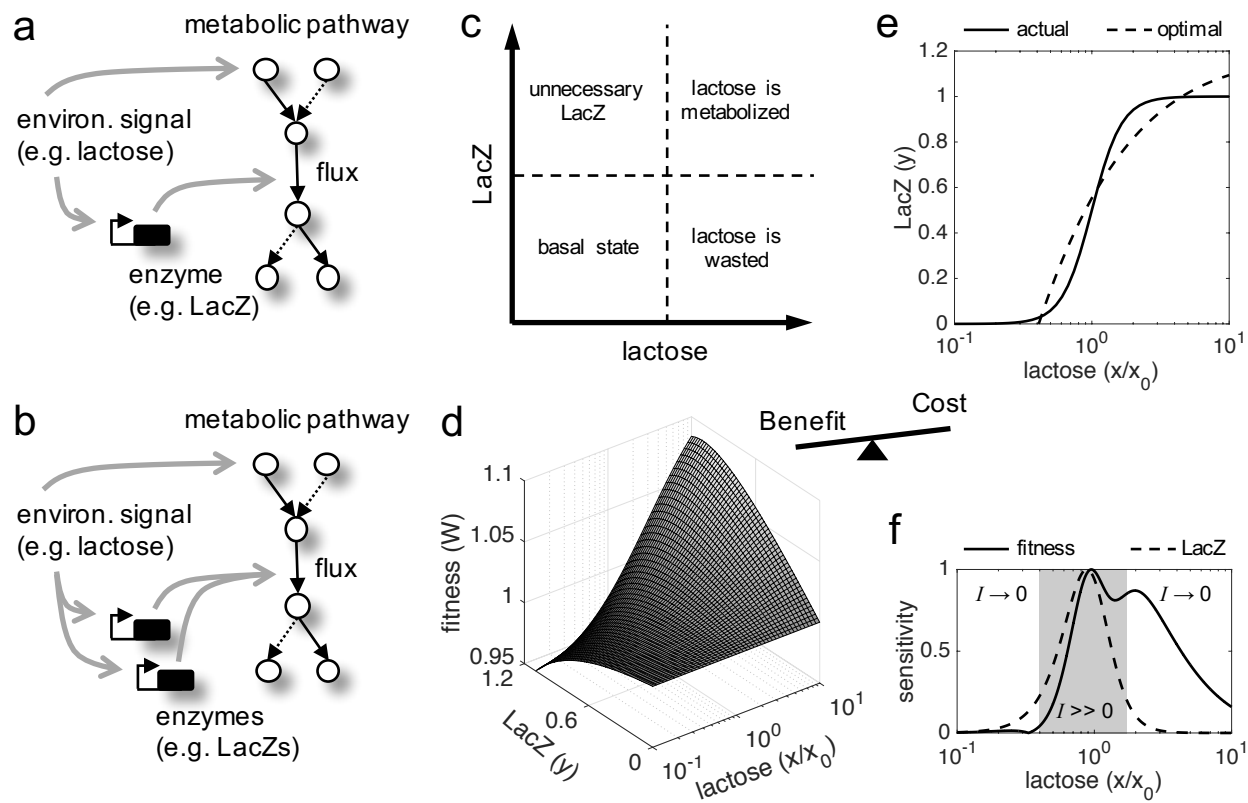 a
metabolic pathway
environ. signal
(e.g. lactose)
flux
enzyme
(e.g. LacZ)
b
metabolic pathway
environ. signal
(e.g. lactose)
flux
enzymes
(e.g. LacZs)
c
LacZ
unnecessary
LacZ
lactose is
metabolized
basal state
lactose is
wasted
lactose
d
Benefit
Cost
fitness (W)
1.1
1.05
1
0.95
1.2
0.6
0
LacZ (y)
10^-1
10^0
10^1
lactose (x/x_0)
e
actual
optimal
LacZ (y)
1.2
1
0.8
0.6
0.4
0.2
0
10^-1
10^0
10^1
lactose (x/x_0)
f
fitness
LacZ
sensitivity
1
0.5
0
I → 0
I >> 0
I → 0
10^-1
10^0
10^1
lactose (x/x_0)